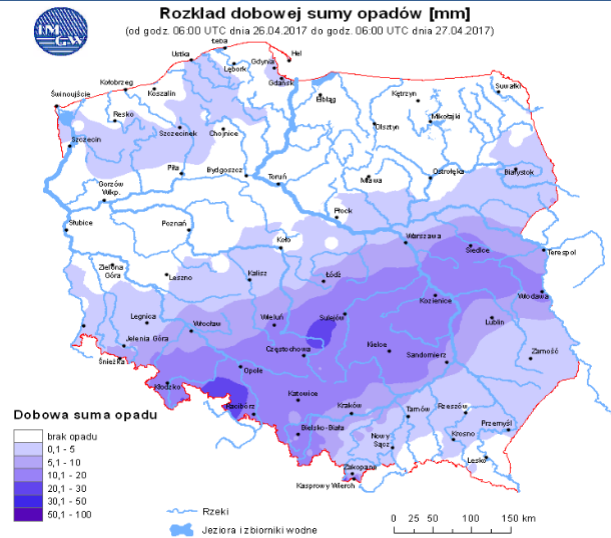 Rozkład dobowej sumy opadów [mm]
(od godz. 06:00 UTC dnia 26.04.2017 do godz. 06:00 UTC dnia 27.04.2017)
IM
GW
Łeba
Hel
Ustka
Gdynia
Lębork
Gdańsk
Kołobrzeg
Koszalin
Świnoujście
Elbląg
Kętrzyn
Suwałki
Resko
Szczecinek
Chojnice
Olsztyn
Mikołajki
Szczecin
Piła
Bydgoszcz
Toruń
Mława
Ostrołęka
Białystok
Gorzów
Wlkp.
Płock
Słubice
Poznań
Koło
Warszawa
Siedlce
Terespol
Zielona
Góra
Leszno
Kalisz
Łódź
Kozienice
Włodawa
Legnica
Wrocław
Wieluń
Sulejów
Lublin
Jelenia Góra
Śnieżka
Częstochowa
Kielce
Sandomierz
Zamość
Opole
Kłodzko
Katowice
Racibórz
Kraków
Tarnów
Rzeszów
Przemyśl
Bielsko-Biała
Nowy
Sącz
Krosno
Lesko
Zakopane
Kasprowy Wierch
Dobowa suma opadu
brak opadu
0,1 - 5
5,1 - 10
10,1 - 20
20,1 - 30
30,1 - 50
50,1 - 100
Rzeki
Jeziora i zbiorniki wodne
0 25 50 100 150 km